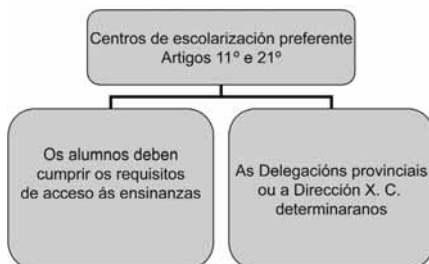 Centros de escolarización preferente
Artigos 11º e 21º
Os alumnos deben
cumprir os requisitos
de acceso ás ensinanzas
As Delegacións provinciais
ou a Dirección X. C.
determinaranos